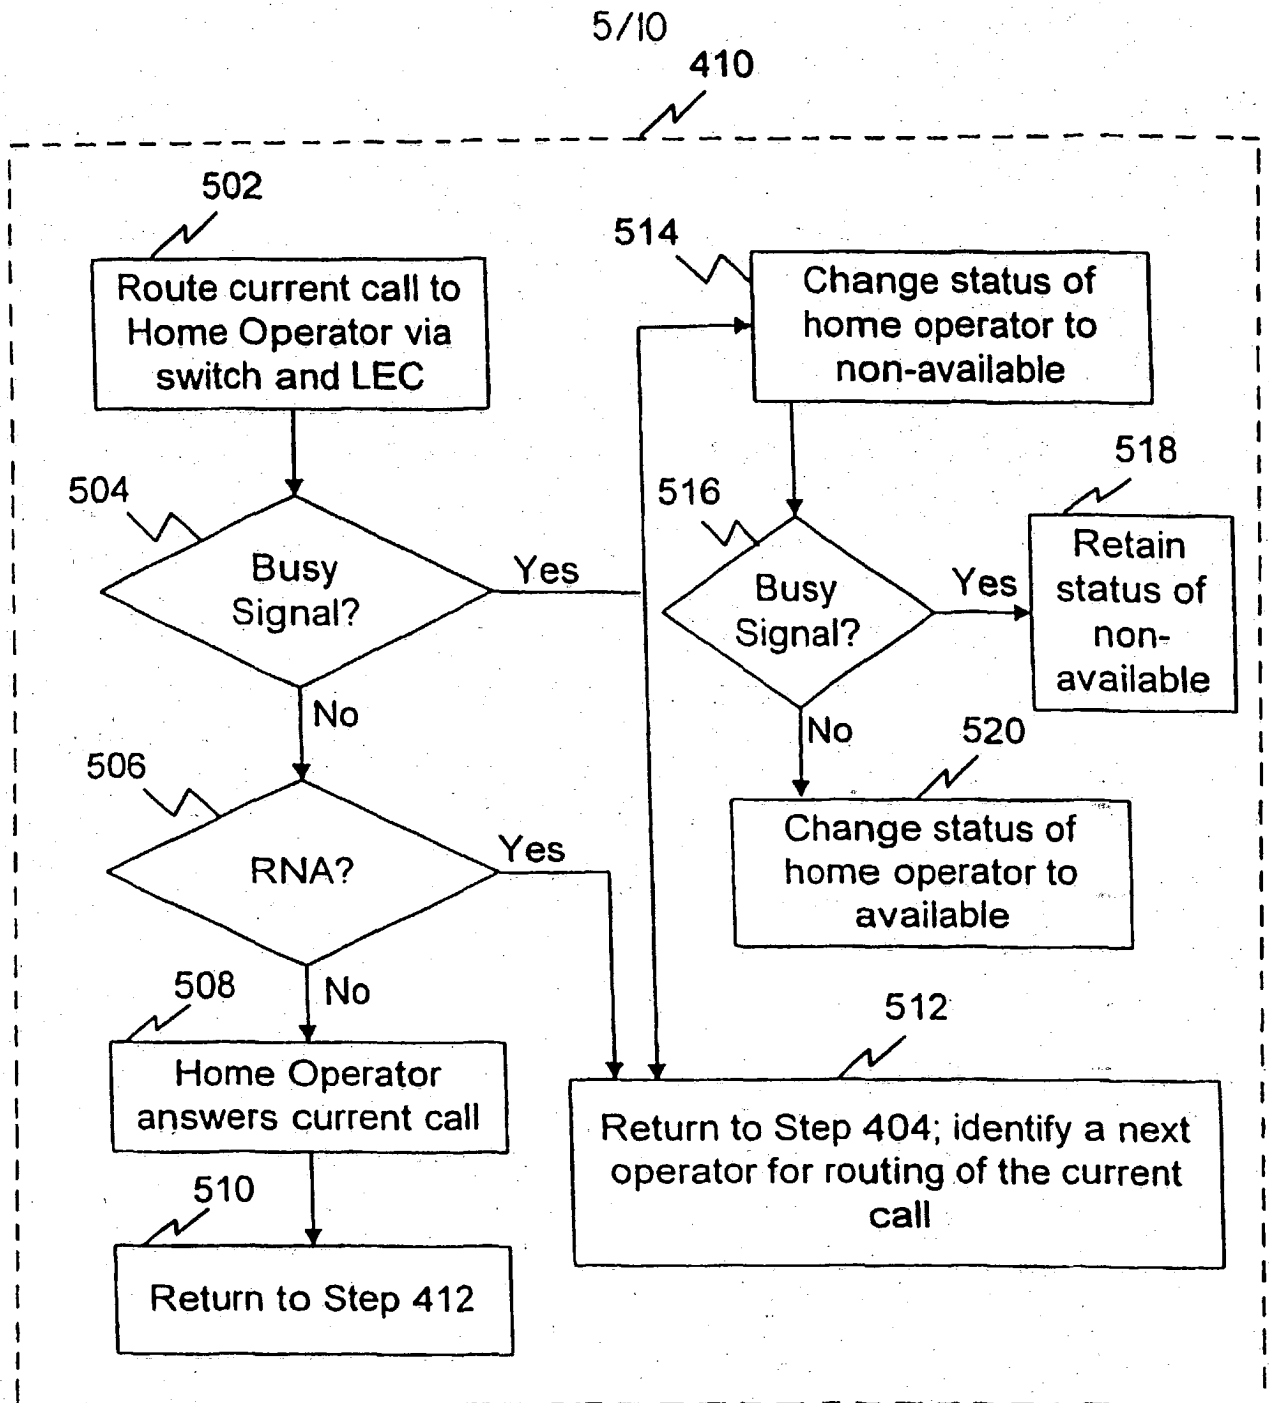 5/10
410
502
Route current call to
Home Operator via
switch and LEC
504
Busy
Signal?
Yes
No
506
RNA?
Yes
No
508
Home Operator
answers current call
510
Return to Step 412
514
Change status of
home operator to
non-available
516
Busy
Signal?
Yes
518
Retain
status of
non-
available
No
520
Change status of
home operator to
available
512
Return to Step 404; identify a next
operator for routing of the current
call